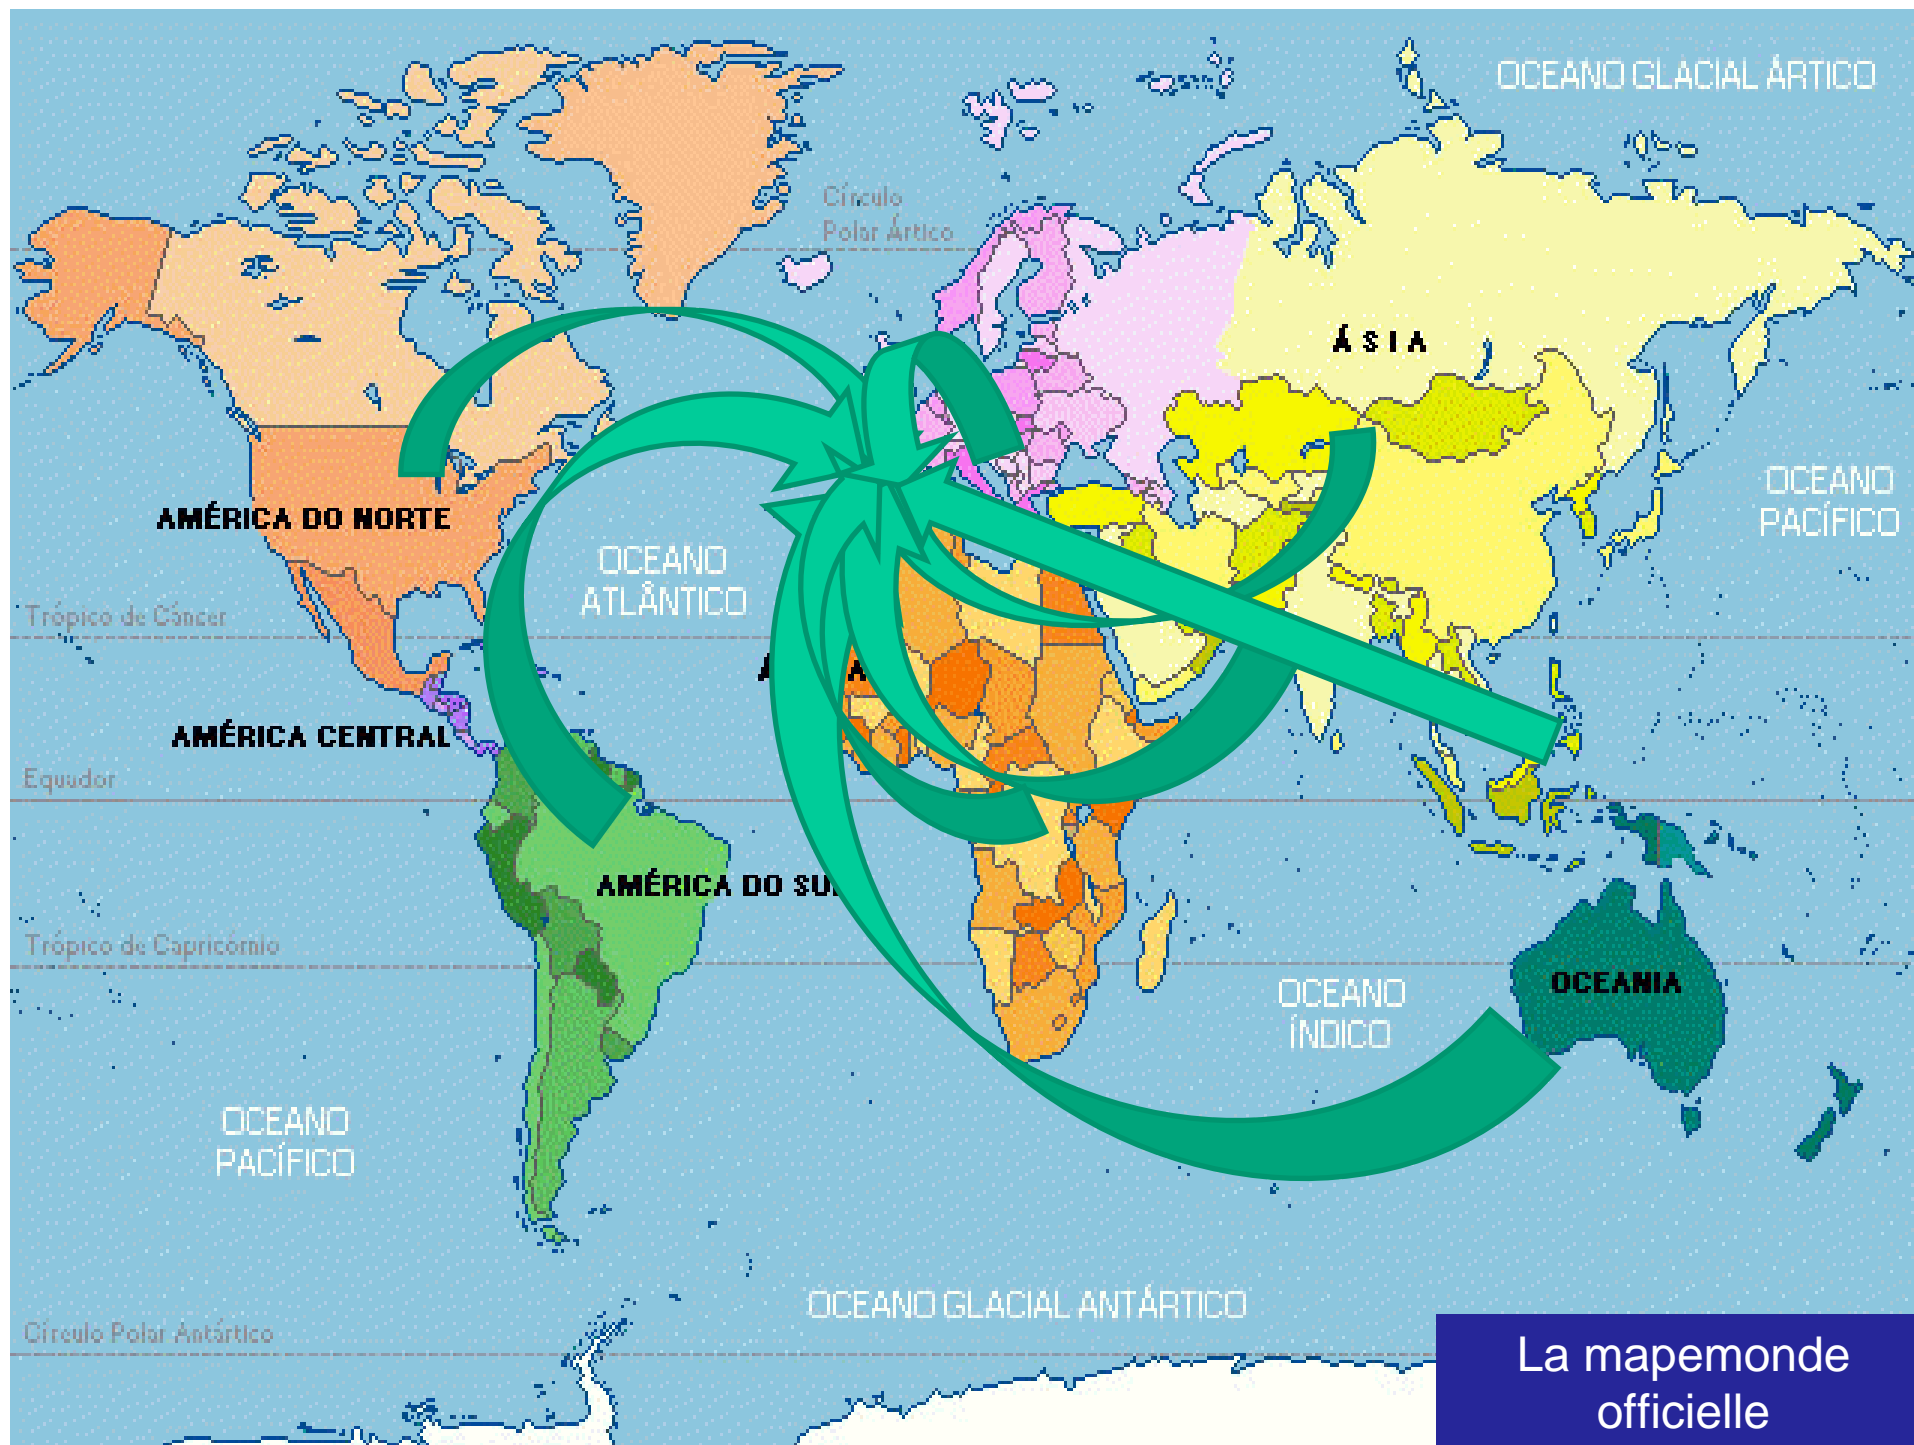 OCEANO GLACIAL ÁRTICO
Círculo
Polar Ártico
ÁSIA
OCEANO
PACÍFICO
AMÉRICA DO NORTE
OCEANO
ATLÂNTICO
Trópico de Câncer
AMÉRICA CENTRAL
Equador
AMÉRICA DO SU
Trópico de Capricórnio
OCEANIA
OCEANO
ÍNDICO
OCEANO
PACÍFICO
OCEANO GLACIAL ANTÁRTICO
Círculo Polar Antártico
La mapemonde
officielle